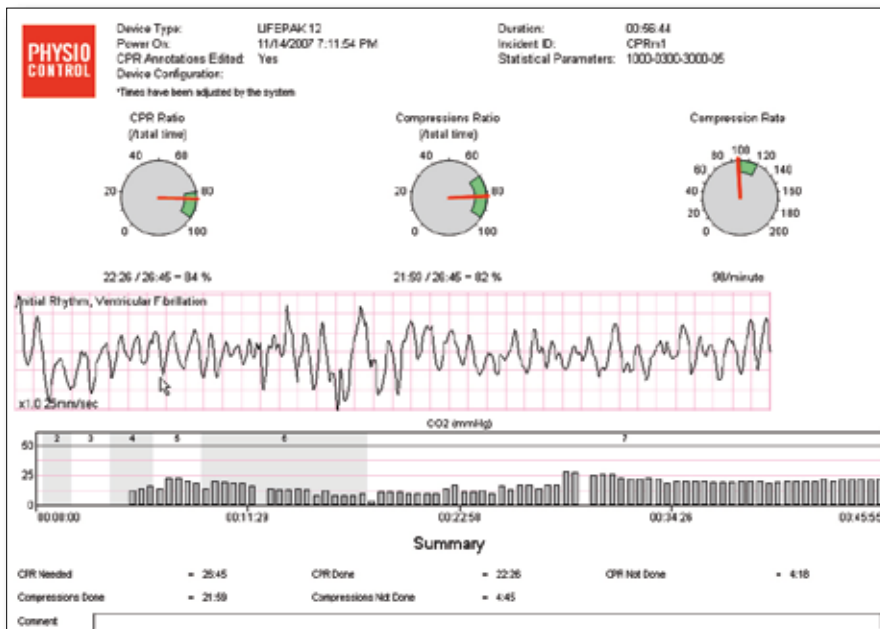 PHYSIO
CONTROL
Device Type: LIFEPAK 12
Power On: 11/14/2007 7:11:54 PM
CPR Annotations Edited: Yes
Device Configuration:
*Times have been adjusted by the system
Duration: 00:56:44
Incident ID:
Statistical Parameters: 1000-0300-3000-05
CPR Ratio
(/total time)
0 20 40 60 80 100
22:26 / 26:45 = 84 %
Compressions Ratio
(/total time)
0 20 40 60 80 100
21:59 / 26:45 = 82 %
Compression Rate
0 20 40 60 80 100 120 140 150 180 200
98/minute
Initial Rhythm, Ventricular Fibrillation
x1.0 25mm/sec
CO2 (mmHg)
2 3 4 5 6 7
50
25
0
00:00:00 00:11:29 00:22:58 00:34:26 00:45:55
Summary
CPR Needed = 26:45 CPR Done = 22:26 CPR Not Done = 4:18
Compressions Done = 21:59 Compressions Not Done = 4:45
Comment